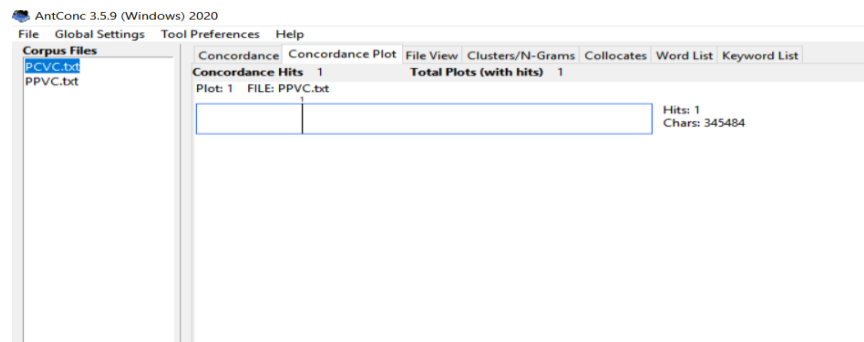 AntConc 3.5.9 (Windows) 2020
File Global Settings Tool Preferences Help
Corpus Files
PCVC.txt
PPVC.txt
Concordance Concordance Plot File View Clusters/N-Grams Collocates Word List Keyword List
Concordance Hits 1 Total Plots (with hits) 1
Plot: 1 FILE: PPVC.txt
1
Hits: 1
Chars: 345484